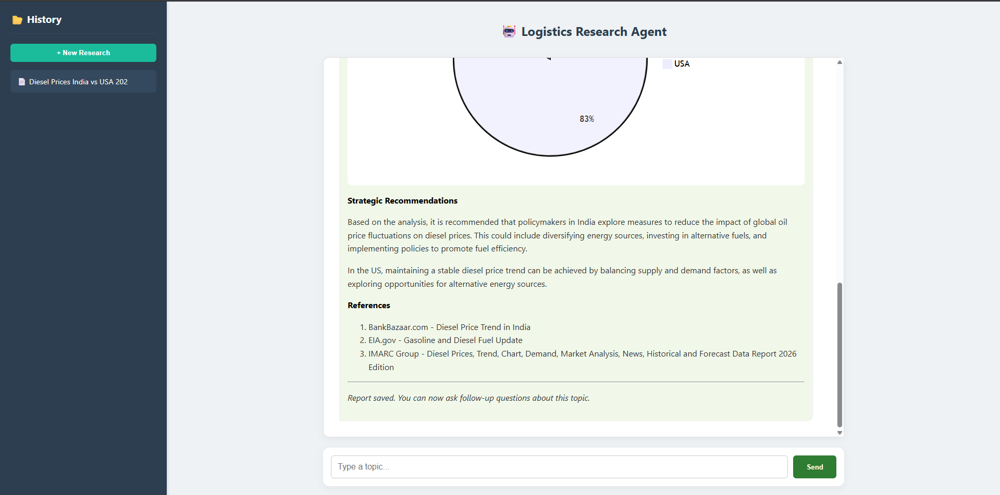 History
+ New Research
Diesel Prices India vs USA 202
Logistics Research Agent
USA
83%
Strategic Recommendations
Based on the analysis, it is recommended that policymakers in India explore measures to reduce the impact of global oil
price fluctuations on diesel prices. This could include diversifying energy sources, investing in alternative fuels, and
implementing policies to promote fuel efficiency.
In the US, maintaining a stable diesel price trend can be achieved by balancing supply and demand factors, as well as
exploring opportunities for alternative energy sources.
References
1. BankBazaar.com - Diesel Price Trend in India
2. EIA.gov - Gasoline and Diesel Fuel Update
3. IMARC Group - Diesel Prices, Trend, Chart, Demand, Market Analysis, News, Historical and Forecast Data Report 2026
Edition
Report saved. You can now ask follow-up questions about this topic.
Type a topic...
Send